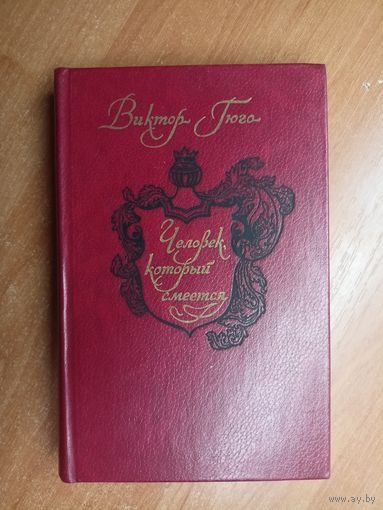 Виктор Гюго
Человек,
который
смеется
www.ay.by